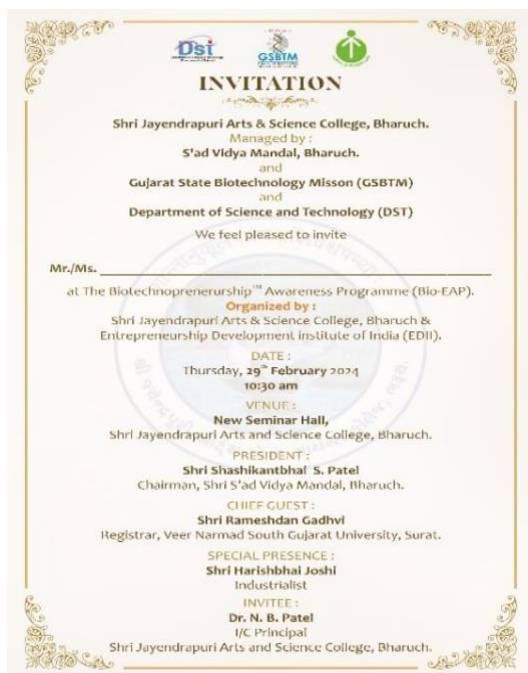 Dst
GSBTM
INVITATION
Shri Jayendrapuri Arts & Science College, Bharuch.
Managed by :
S'ad Vidya Mandal, Bharuch.
and
Gujarat State Biotechnology Misson (GSBTM)
and
Department of Science and Technology (DST)
We feel pleased to invite
Mr./Ms.
at The Biotechnoprenerurship™ Awareness Programme (Bio-EAP).
Organized by :
Shri Jayendrapuri Arts & Science College, Bharuch &
Entrepreneurship Development institute of India (EDII).
DATE :
Thursday, 29th February 2024
10:30 am
VENUE :
New Seminar Hall,
Shri Jayendrapuri Arts and Science College, Bharuch.
PRESIDENT :
Shri Shashikantbhai S. Patel
Chairman, Shri S'ad Vidya Mandal, Bharuch.
CHIEF GUEST :
Shri Rameshdan Gadhvi
Registrar, Veer Narmad South Gujarat University, Surat.
SPECIAL PRESENCE :
Shri Harishbhai Joshi
Industrialist
INVITEE :
Dr. N. B. Patel
I/C Principal
Shri Jayendrapuri Arts and Science College, Bharuch.